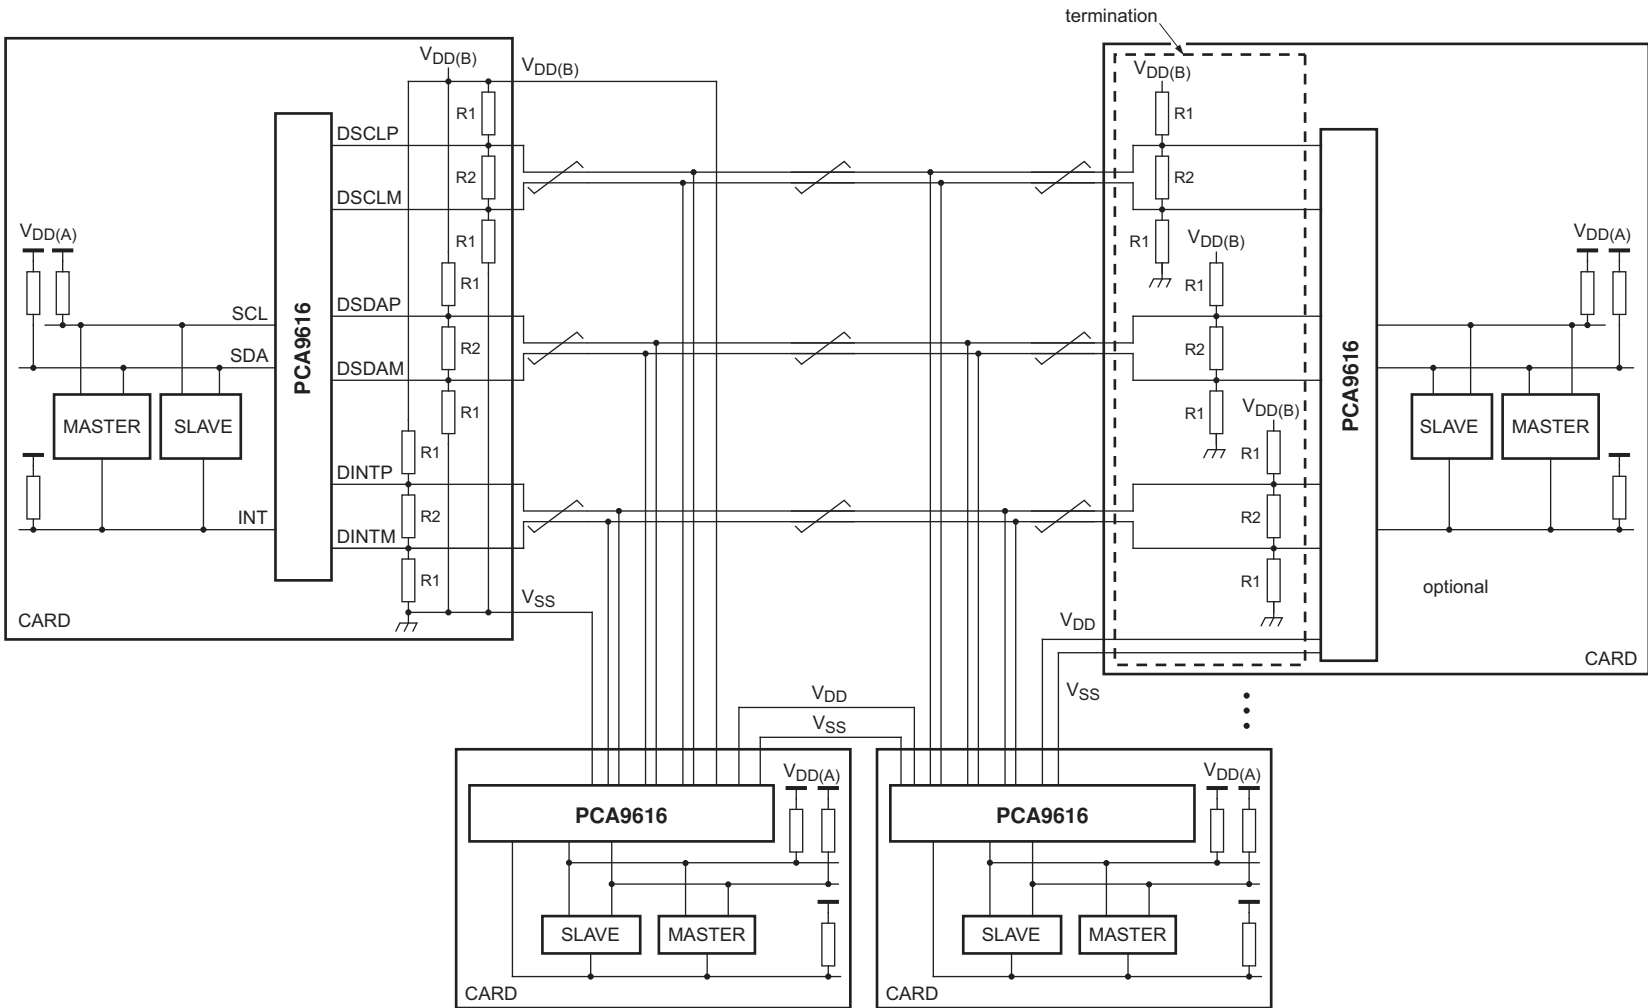 termination
VDD(B)
VDD(B)
R1
DSCLP
R2
DSCLM
R1
VDD(A)
R1
SCL
DSDAP
R2
SDA
DSDAM
R1
MASTER
SLAVE
PCA9616
R1
DINTP
R2
INT
DINTM
R1
VSS
CARD
VDD(B)
R1
R2
R1
VDD(B)
R1
R2
R1
VDD(B)
R1
R2
R1
PCA9616
VDD(A)
SLAVE
MASTER
optional
VDD
CARD
VSS
VDD
VSS
VDD(A)
PCA9616
SLAVE
MASTER
CARD
VDD(A)
PCA9616
SLAVE
MASTER
CARD